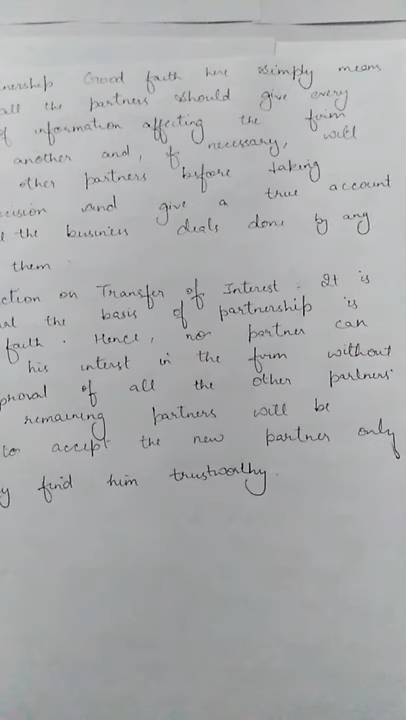 nership Good faith here simply means
all the partners should give every
of information affecting the firm
another and, if necessary, will
other partners before taking
cision and give a true account
the business deals done by any
them.
ction on Transfer of Interest. It is
the basis of partnership is
faith. Hence, no partner can
his interst in the firm without
proval of all the other partners.
remaining partners will be
to accept the new partner only
y find him trustworthy.